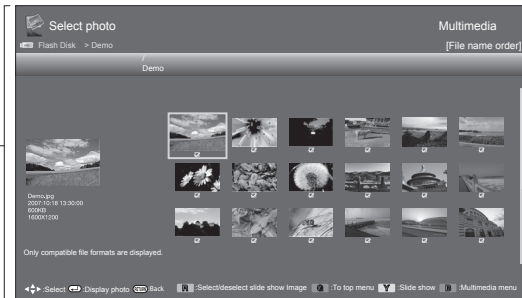 Select photo
Multimedia
Flash Disk > Demo
[File name order]
/
Demo
Demo.jpg
2007:10:18 13:30:00
600KB
1600X1200
Only compatible file formats are displayed.
:Select :Display photo :Back :Select/deselect slide show Image :To top menu Y :Slide show :Multimedia menu